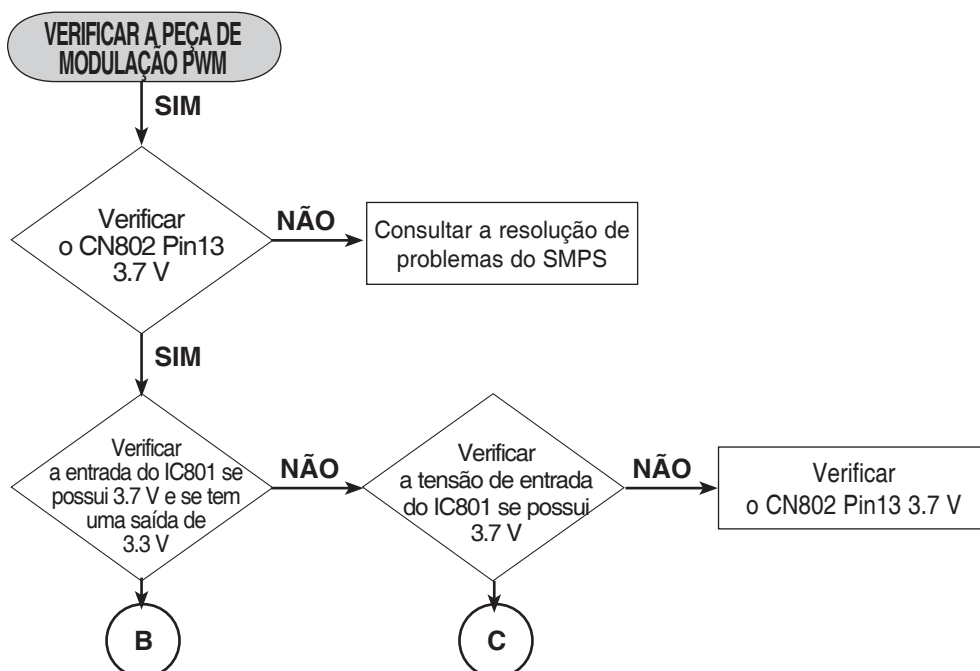 VERIFICAR A PEÇA DE
MODULAÇÃO PWM
SIM
Verificar
o CN802 Pin13
3.7 V
NÃO
Consultar a resolução de
problemas do SMPS
SIM
Verificar
a entrada do IC801 se
possui 3.7 V e se tem
uma saída de
3.3 V
NÃO
Verificar
a tensão de entrada
do IC801 se possui
3.7 V
NÃO
Verificar
o CN802 Pin13 3.7 V
B
C